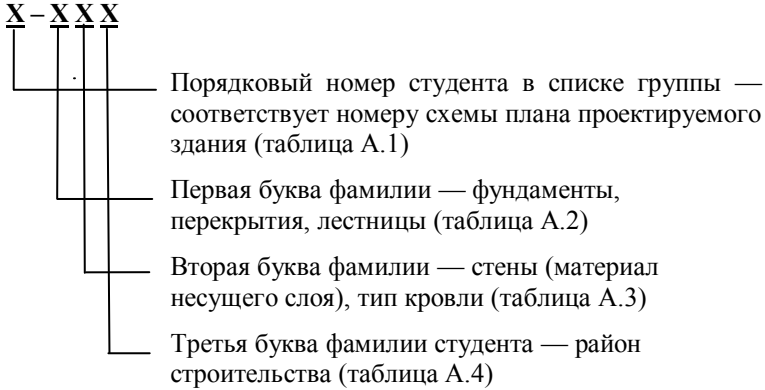 Х – Х Х Х
Порядковый номер студента в списке группы —
соответствует номеру схемы плана проектируемого
здания (таблица А.1)
Первая буква фамилии — фундаменты,
перекрытия, лестницы (таблица А.2)
Вторая буква фамилии — стены (материал
несущего слоя), тип кровли (таблица А.3)
Третья буква фамилии студента — район
строительства (таблица А.4)